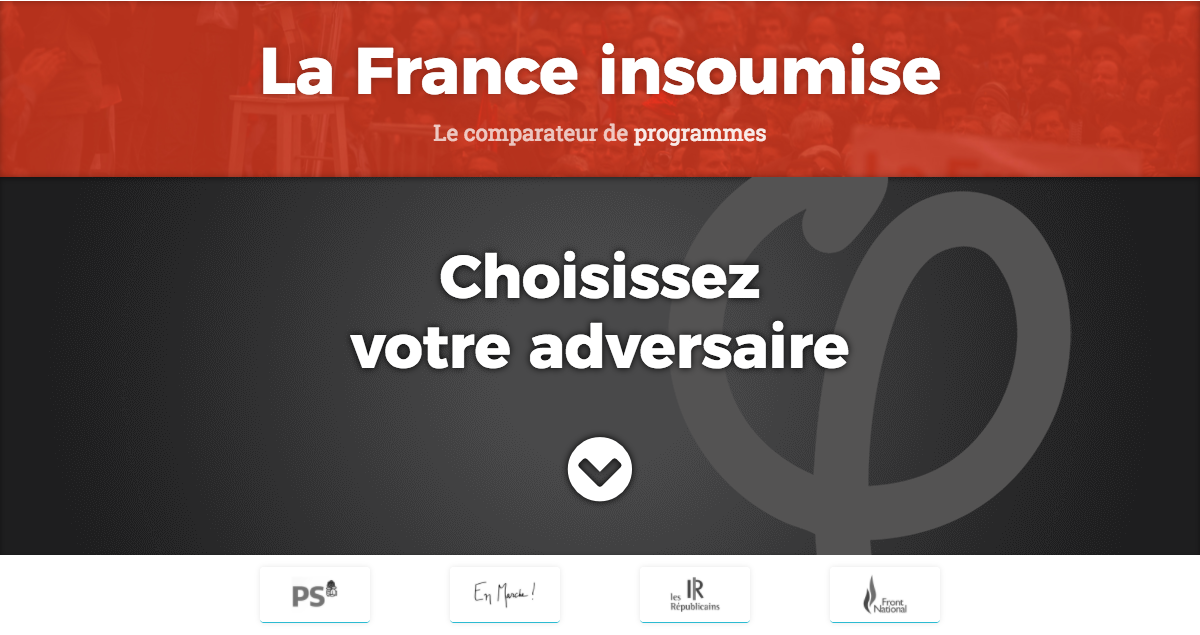 La France insoumise
Le comparateur de programmes
Choisissez
votre adversaire
PS
En Marche !
les Républicains
LR
Front National